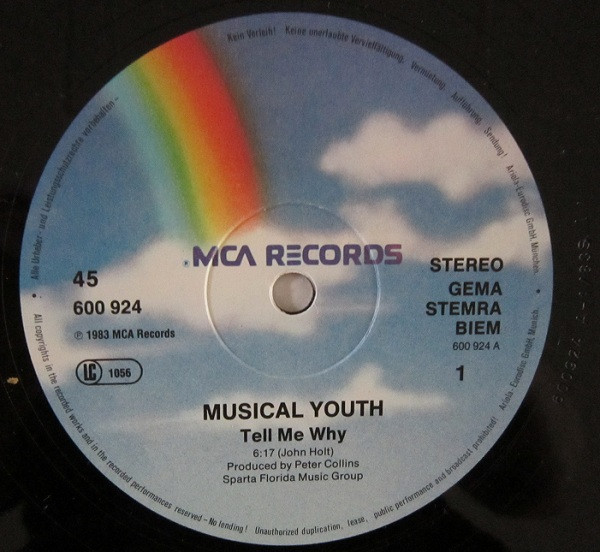 Alle Urheber- und Leistungsschutzrechte vorbehalten - Kein Verleih! Keine unerlaubte Vervielfältigung, Vermietung, Aufführung, Sendung! Ariola-Eurodisc GmbH, München.
MCA RECORDS
45
600 924
℗ 1983 MCA Records
LC 1056
STEREO
GEMA
STEMRA
BIEM
600 924 A
1
MUSICAL YOUTH
Tell Me Why
6:17 (John Holt)
Produced by Peter Collins
Sparta Florida Music Group
All copyrights in the recorded works and in the recorded performances reserved - No lending! Unauthorized duplication, lease, public performance and broadcast prohibited! Ariola-Eurodisc GmbH, Munich.